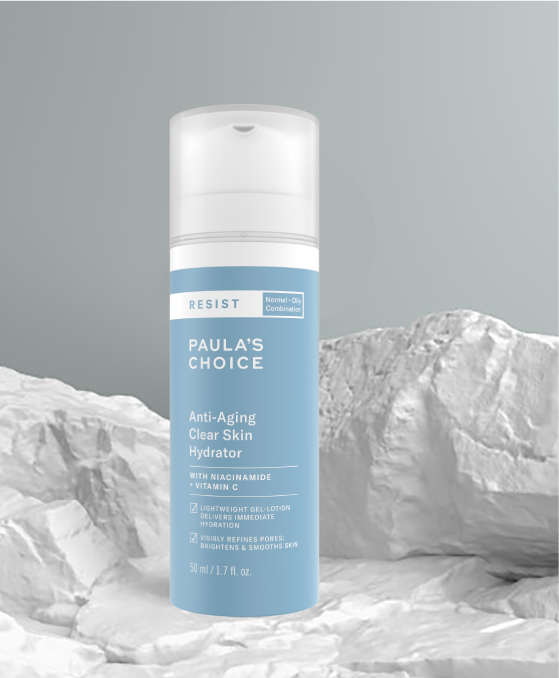 RESIST
Normal - Oily
Combination
PAULA'S
CHOICE
Anti-Aging
Clear Skin
Hydrator
WITH NIACINAMIDE
+ VITAMIN C
LIGHTWEIGHT GEL-LOTION
DELIVERS IMMEDIATE
HYDRATION
VISIBLY REFINES PORES;
BRIGHTENS & SMOOTHS SKIN
50 ml / 1.7 fl. oz.